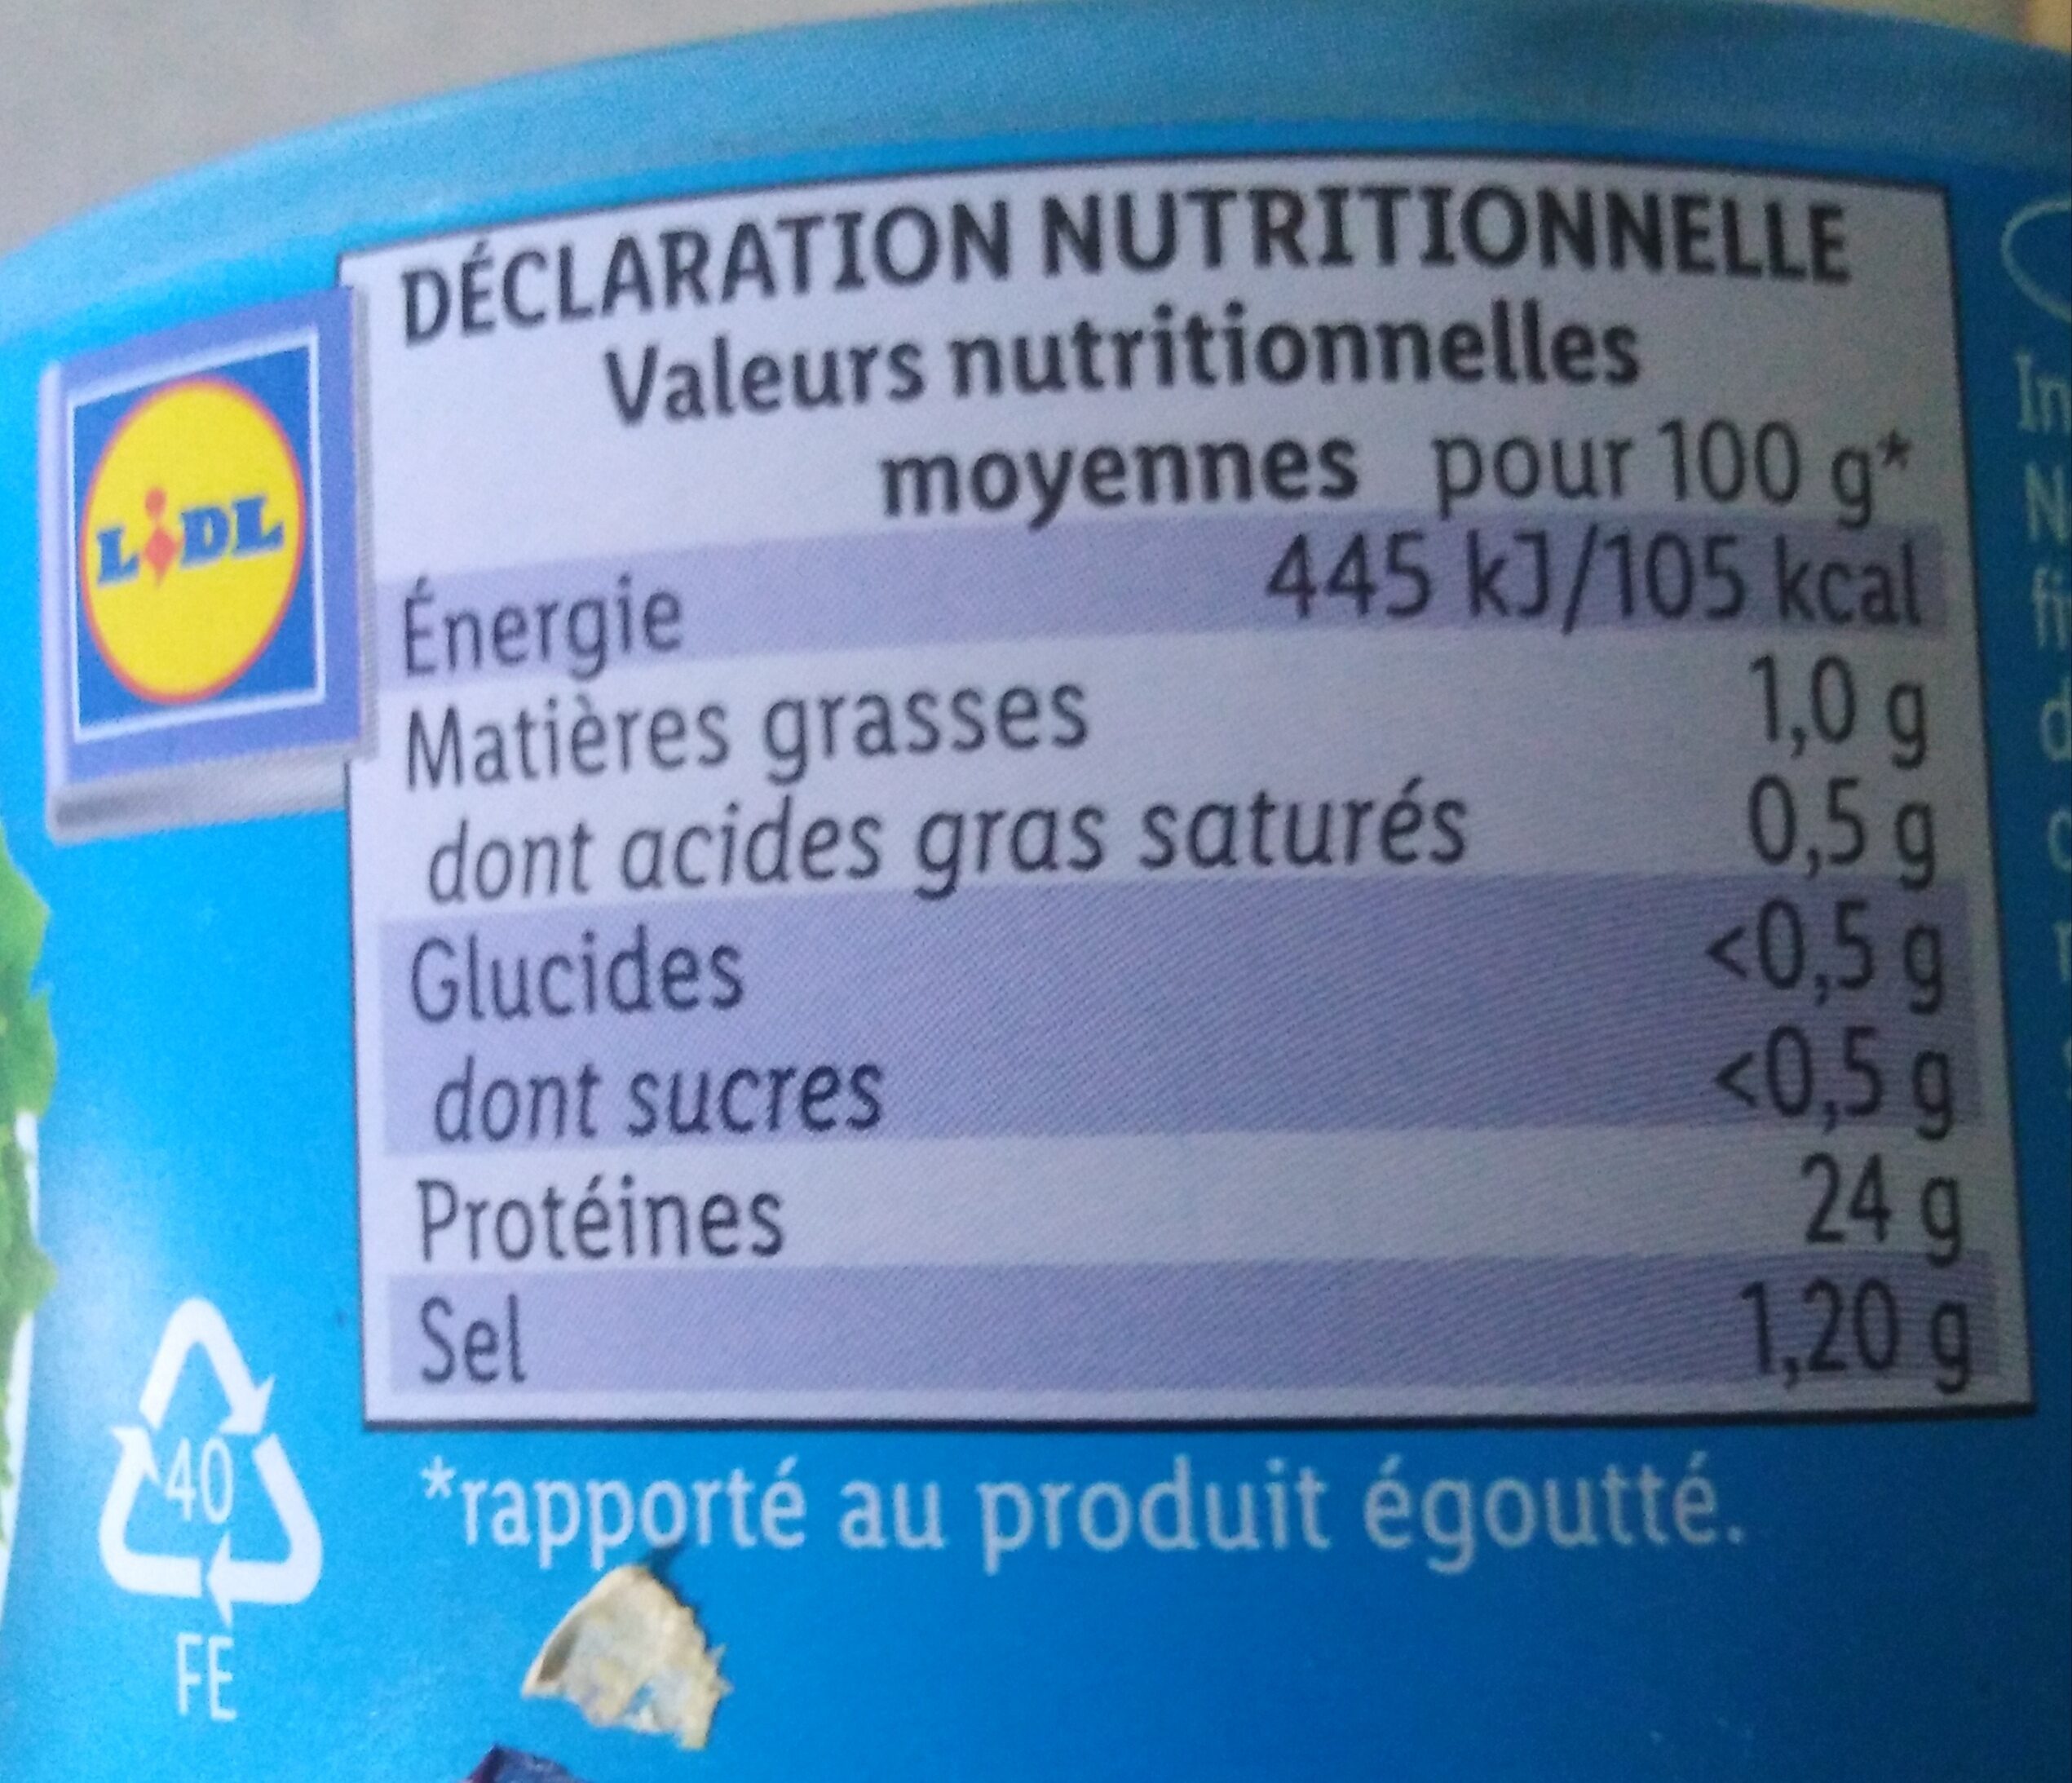 DÉCLARATION NUTRITIONNELLE
Valeurs nutritionnelles
moyennes pour 100 g*
Énergie 445 kJ/105 kcal
Matières grasses 1,0 g
dont acides gras saturés 0,5 g
Glucides <0,5 g
dont sucres <0,5 g
Protéines 24 g
Sel 1,20 g
*rapporté au produit égoutté.
LiDL
40
FE